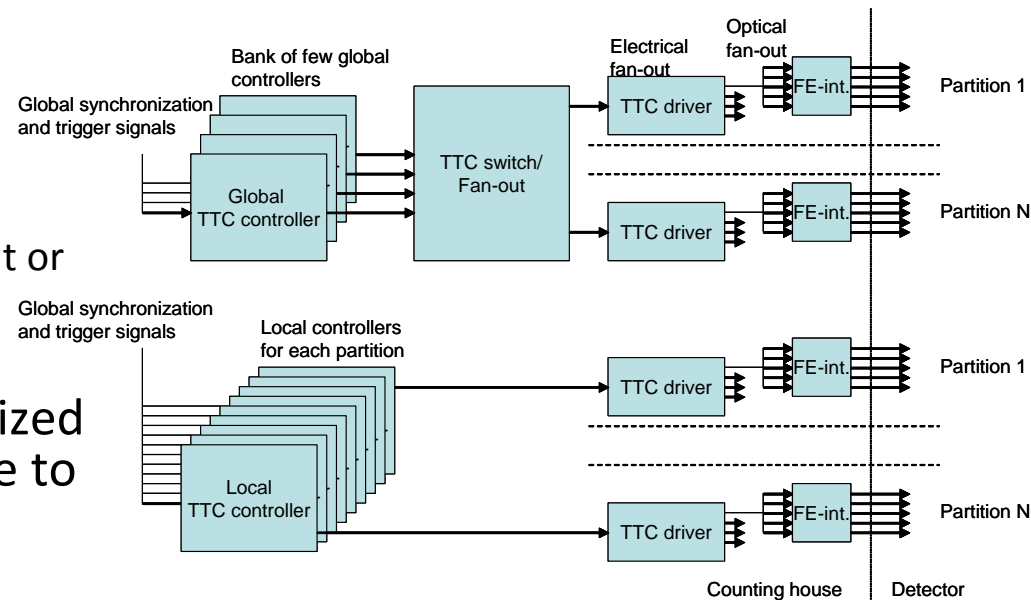 Optical
fan-out
Electrical
fan-out
Bank of few global
controllers
Global synchronization
and trigger signals
Global
TTC controller
TTC switch/
Fan-out
TTC driver
FE-int.
Partition 1
TTC driver
FE-int.
Partition N
t or
Global synchronization
and trigger signals
Local controllers
for each partition
ized
e to
Local
TTC controller
TTC driver
FE-int.
Partition 1
TTC driver
FE-int.
Partition N
Counting house
Detector